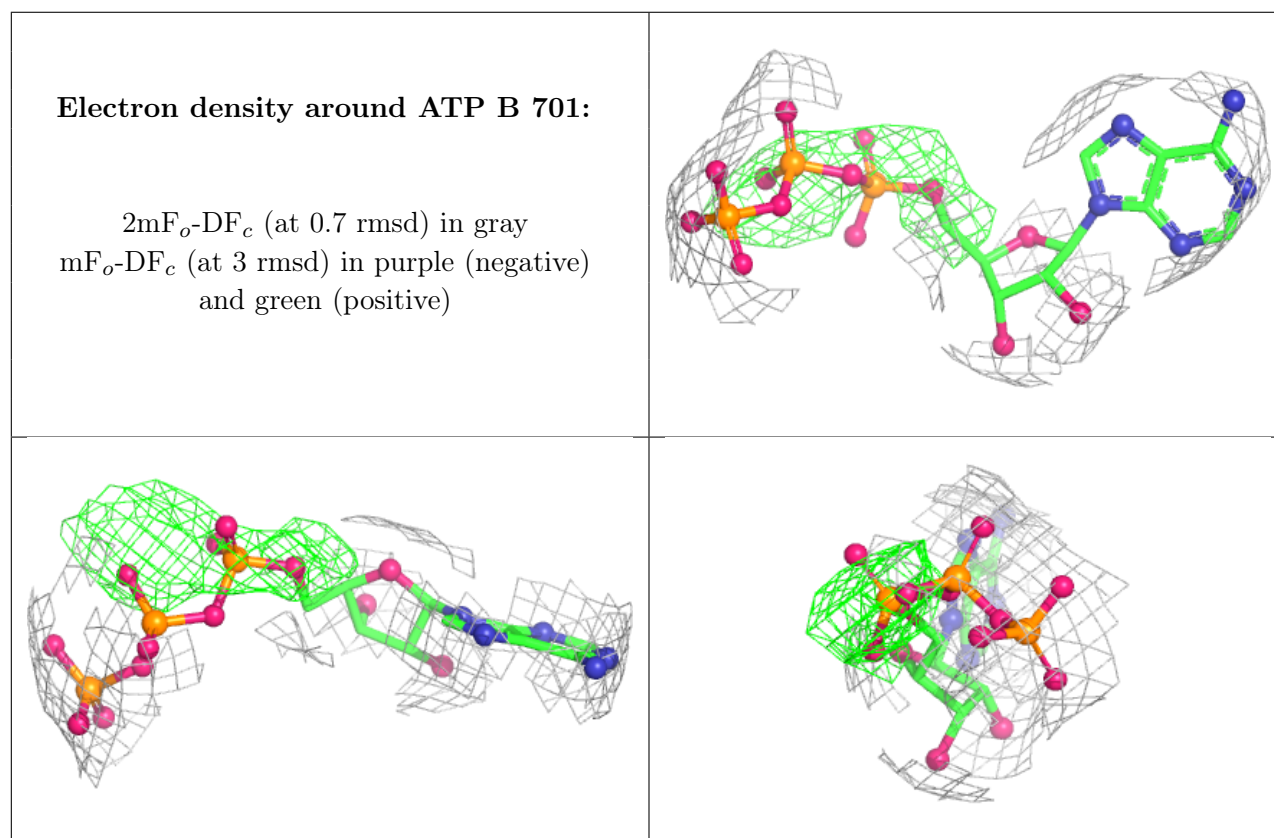 Electron density around ATP B 701:
2mFₒ-DF𝒸 (at 0.7 rmsd) in gray
mFₒ-DF𝒸 (at 3 rmsd) in purple (negative)
and green (positive)